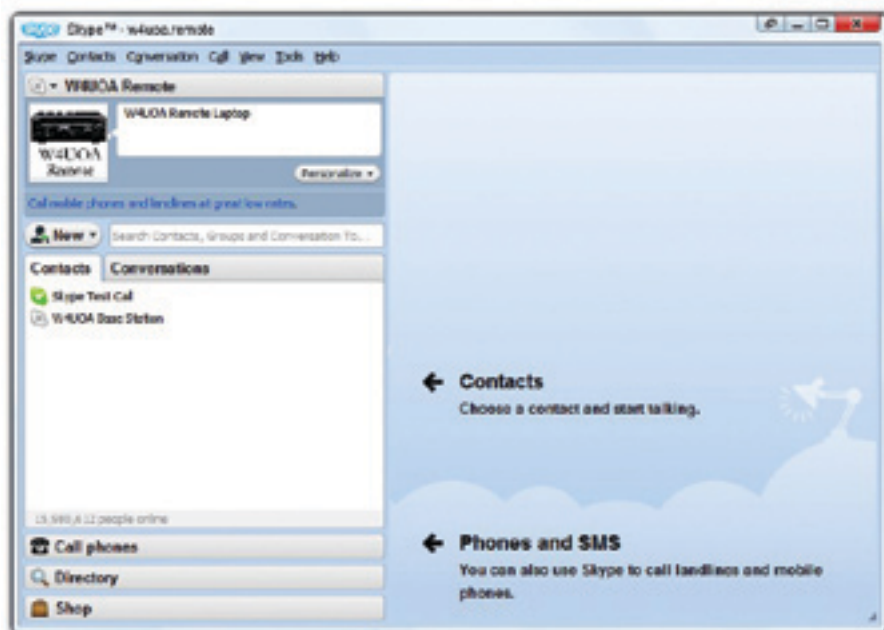 Skype™ - w4uoa.remote
Skype Contacts Conversation Call View Tools Help
W4UOA Remote
W4UOA Remote Laptop
W4UOA
Remote
Personalize
Call mobile phones and landlines at great low rates.
New
Search Contacts, Groups and Conversation To...
Contacts Conversations
Skype Test Call
W4UOA Base Station
people online
Call phones
Directory
Shop
Contacts
Choose a contact and start talking.
Phones and SMS
You can also use Skype to call landlines and mobile
phones.